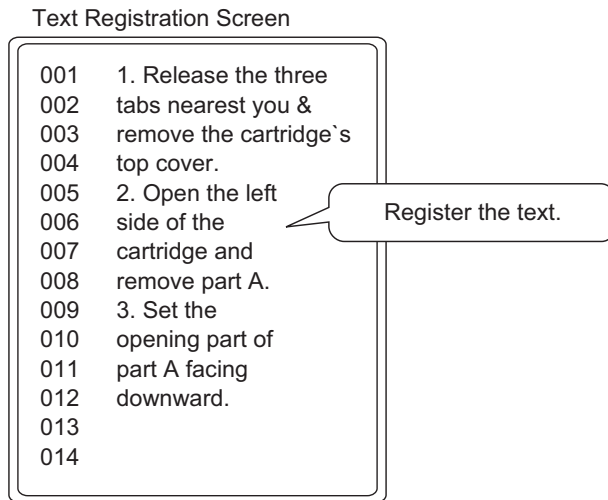 Text Registration Screen
001 1. Release the three
002 tabs nearest you &
003 remove the cartridge`s
004 top cover.
005 2. Open the left
006 side of the
007 cartridge and
008 remove part A.
009 3. Set the
010 opening part of
011 part A facing
012 downward.
013
014
Register the text.